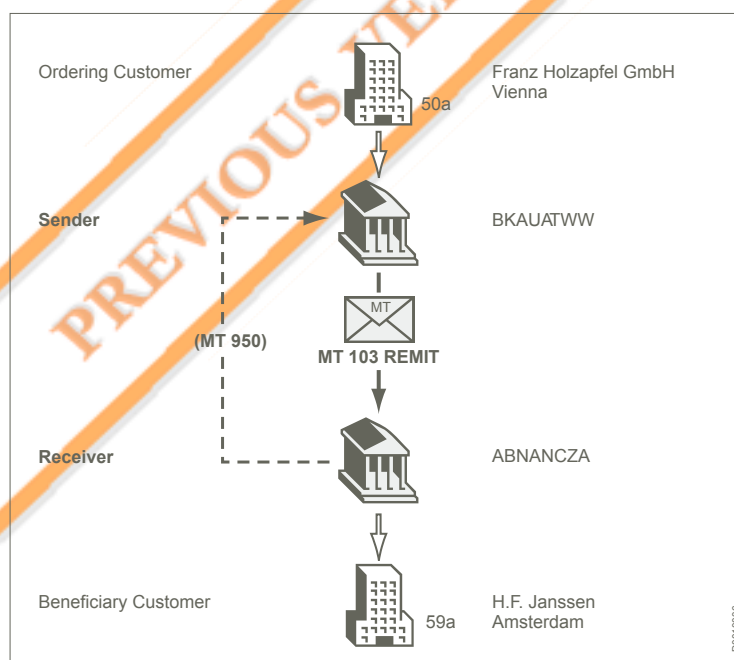 PREVIOUS VE
Ordering Customer
50a
Franz Holzapfel GmbH
Vienna
Sender
BKAUATWW
MT
(MT 950)
MT 103 REMIT
Receiver
ABNANCZA
Beneficiary Customer
59a
H.F. Janssen
Amsterdam